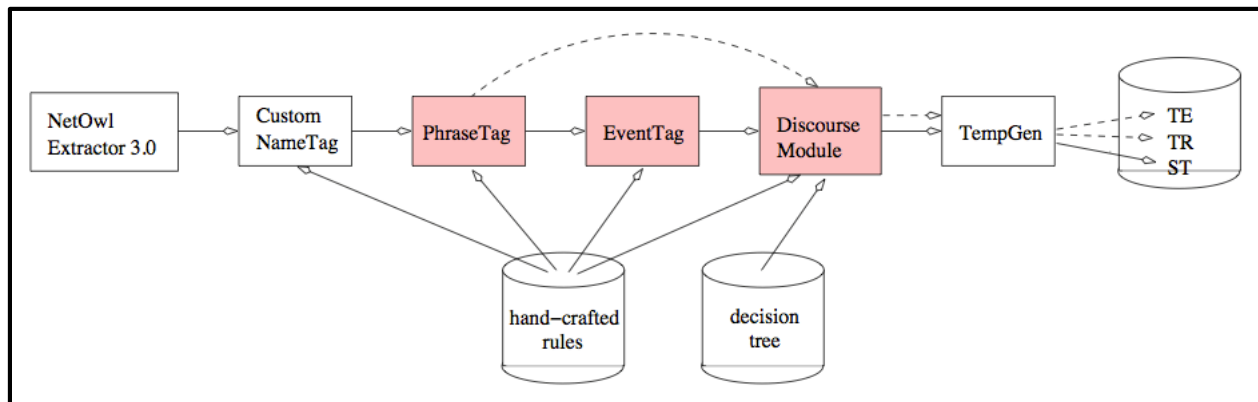 NetOwl
Extractor 3.0
Custom
NameTag
PhraseTag
EventTag
Discourse
Module
TempGen
TE
TR
ST
hand-crafted
rules
decision
tree